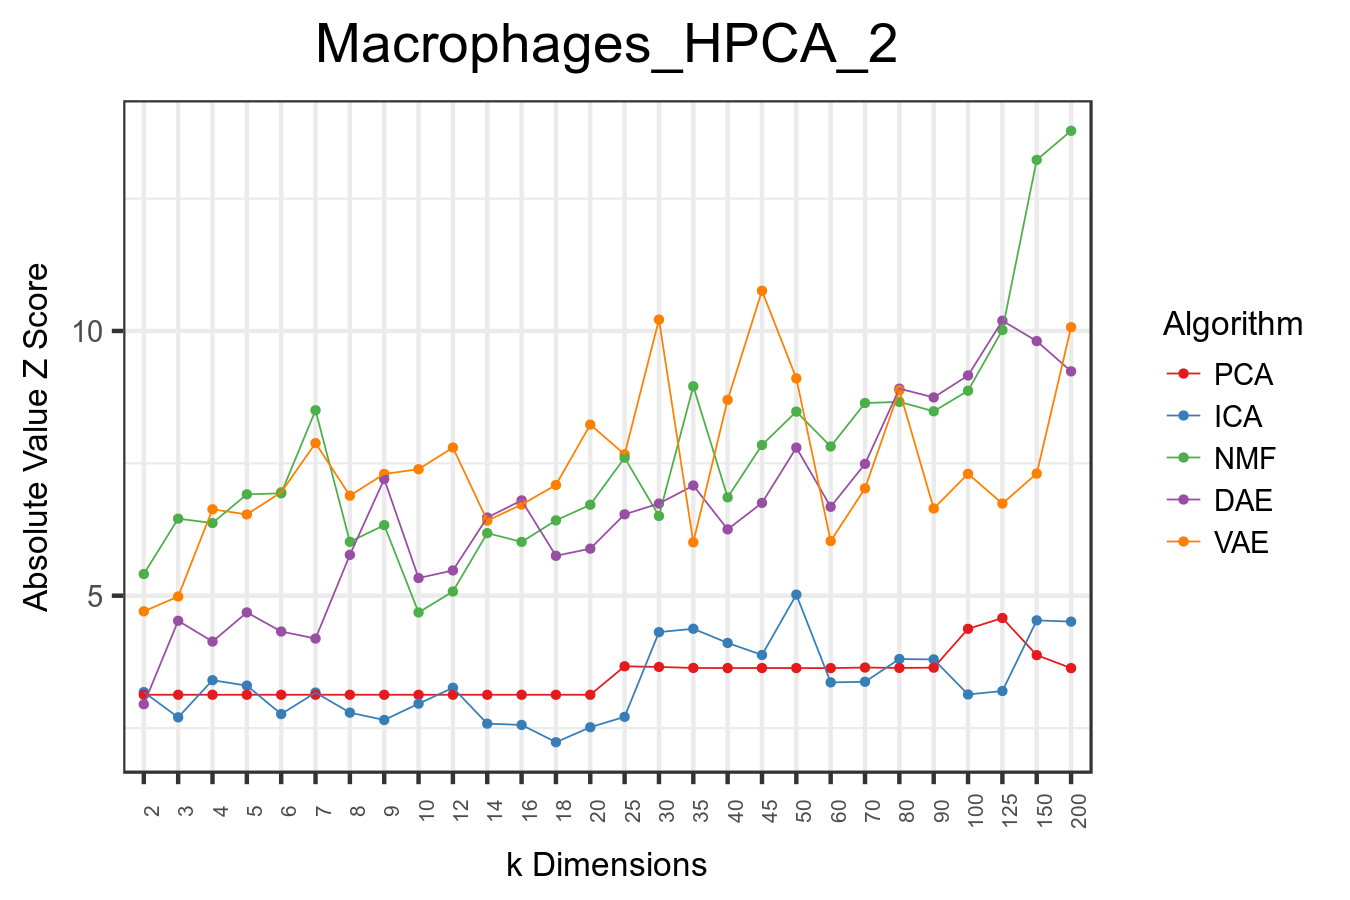 Macrophages_HPCA_2
Absolute Value Z Score
10
5
2 3 4 5 6 7 8 9 10 12 14 16 18 20 25 30 35 40 45 50 60 70 80 90 100 125 150 200
k Dimensions
Algorithm
PCA
ICA
NMF
DAE
VAE